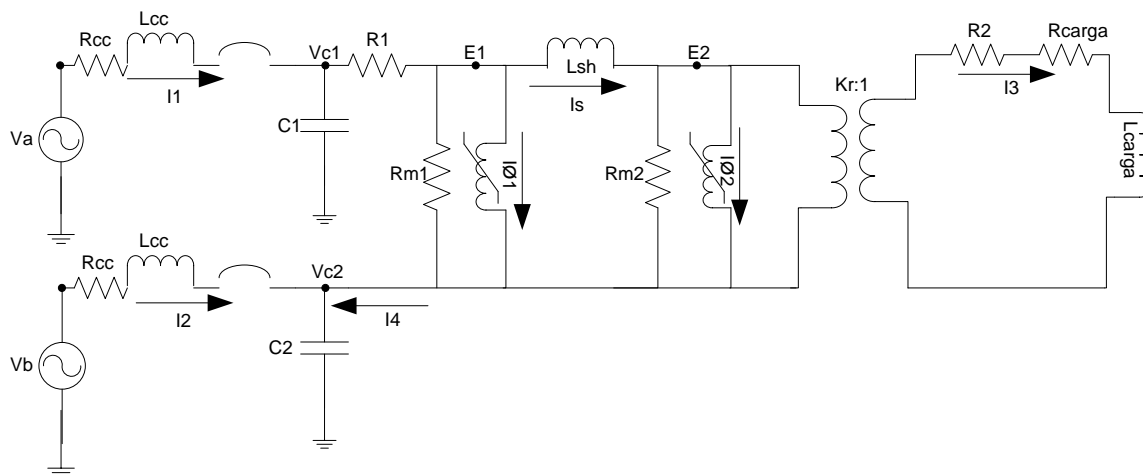 Rcc
Lcc
I1
Va
Vc1
R1
C1
E1
Lsh
Is
E2
Rm1
IØ1
Rm2
IØ2
Kr:1
R2
Rcarga
I3
Lcarga
Rcc
Lcc
I2
Vb
Vc2
I4
C2